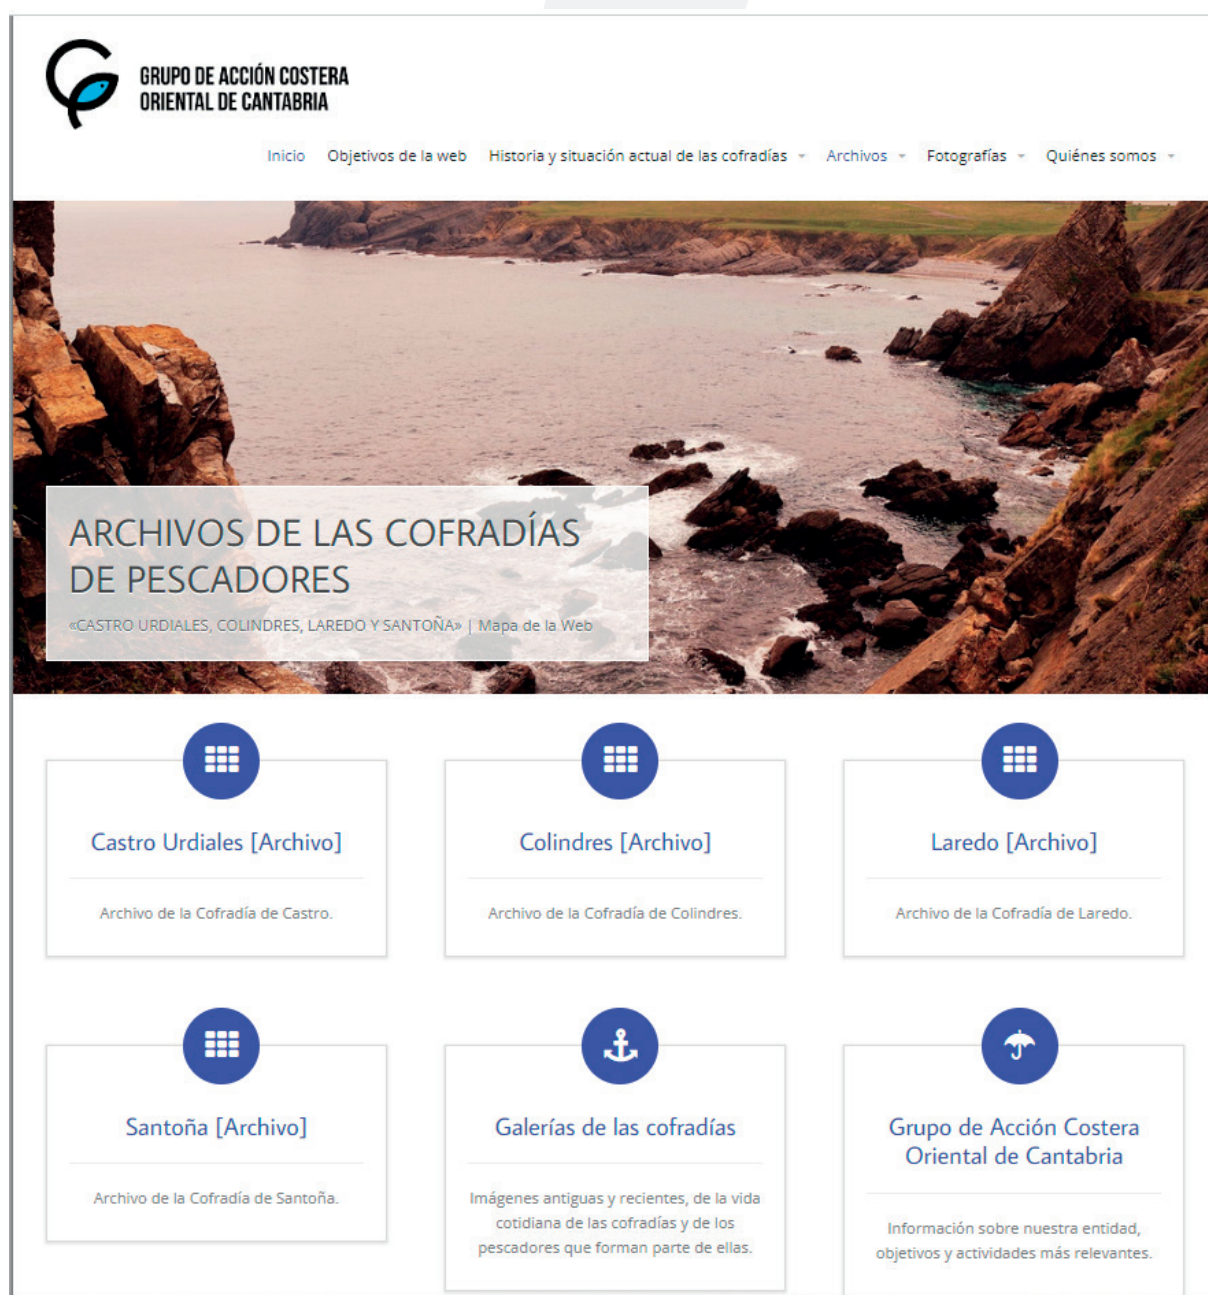 GRUPO DE ACCIÓN COSTERA
ORIENTAL DE CANTABRIA
Inicio Objetivos de la web Historia y situación actual de las cofradías Archivos Fotografías Quiénes somos
ARCHIVOS DE LAS COFRADÍAS
DE PESCADORES
«CASTRO URDIALES, COLINDRES, LAREDO Y SANTOÑA» | Mapa de la Web
Castro Urdiales [Archivo]
Archivo de la Cofradía de Castro.
Colindres [Archivo]
Archivo de la Cofradía de Colindres.
Laredo [Archivo]
Archivo de la Cofradía de Laredo.
Santoña [Archivo]
Archivo de la Cofradía de Santoña.
Galerías de las cofradías
Imágenes antiguas y recientes, de la vida
cotidiana de las cofradías y de los
pescadores que forman parte de ellas.
Grupo de Acción Costera
Oriental de Cantabria
Información sobre nuestra entidad,
objetivos y actividades más relevantes.